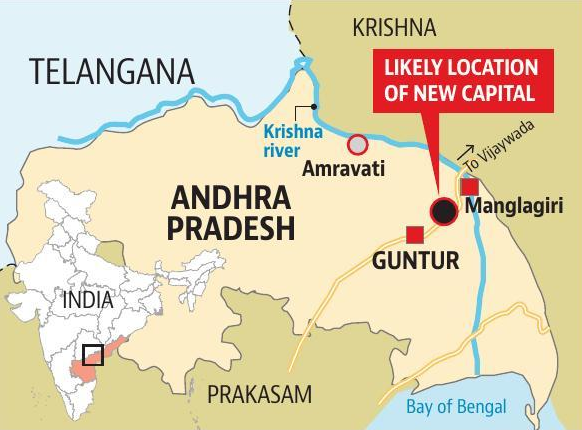 KRISHNA
TELANGANA
LIKELY LOCATION
OF NEW CAPITAL
Krishna
river
To Vijaywada
Amravati
ANDHRA
PRADESH
Manglagiri
GUNTUR
INDIA
PRAKASAM
Bay of Bengal